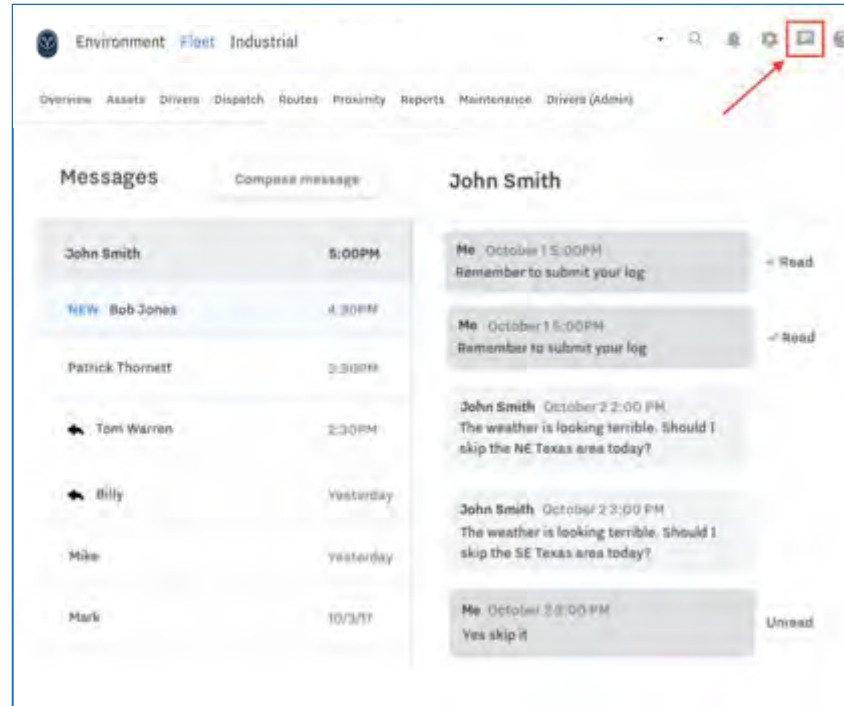 Environment Fleet Industrial
Overview Assets Drivers Dispatch Routes Proximity Reports Maintenance Drivers (Admin)
Messages
Compose message
John Smith 5:00PM
NEW Bob Jones 4:30PM
Patrick Thornett 3:30PM
Tom Warren 2:30PM
Billy Yesterday
Mike Yesterday
Mark 10/3/17
John Smith
Me October 1 5:00PM
Remember to submit your log
Read
Me October 1 5:00PM
Remember to submit your log
Read
John Smith October 2 2:00 PM
The weather is looking terrible. Should I
skip the NE Texas area today?
John Smith October 2 3:00 PM
The weather is looking terrible. Should I
skip the SE Texas area today?
Me October 2 3:00 PM
Yes skip it
Unread